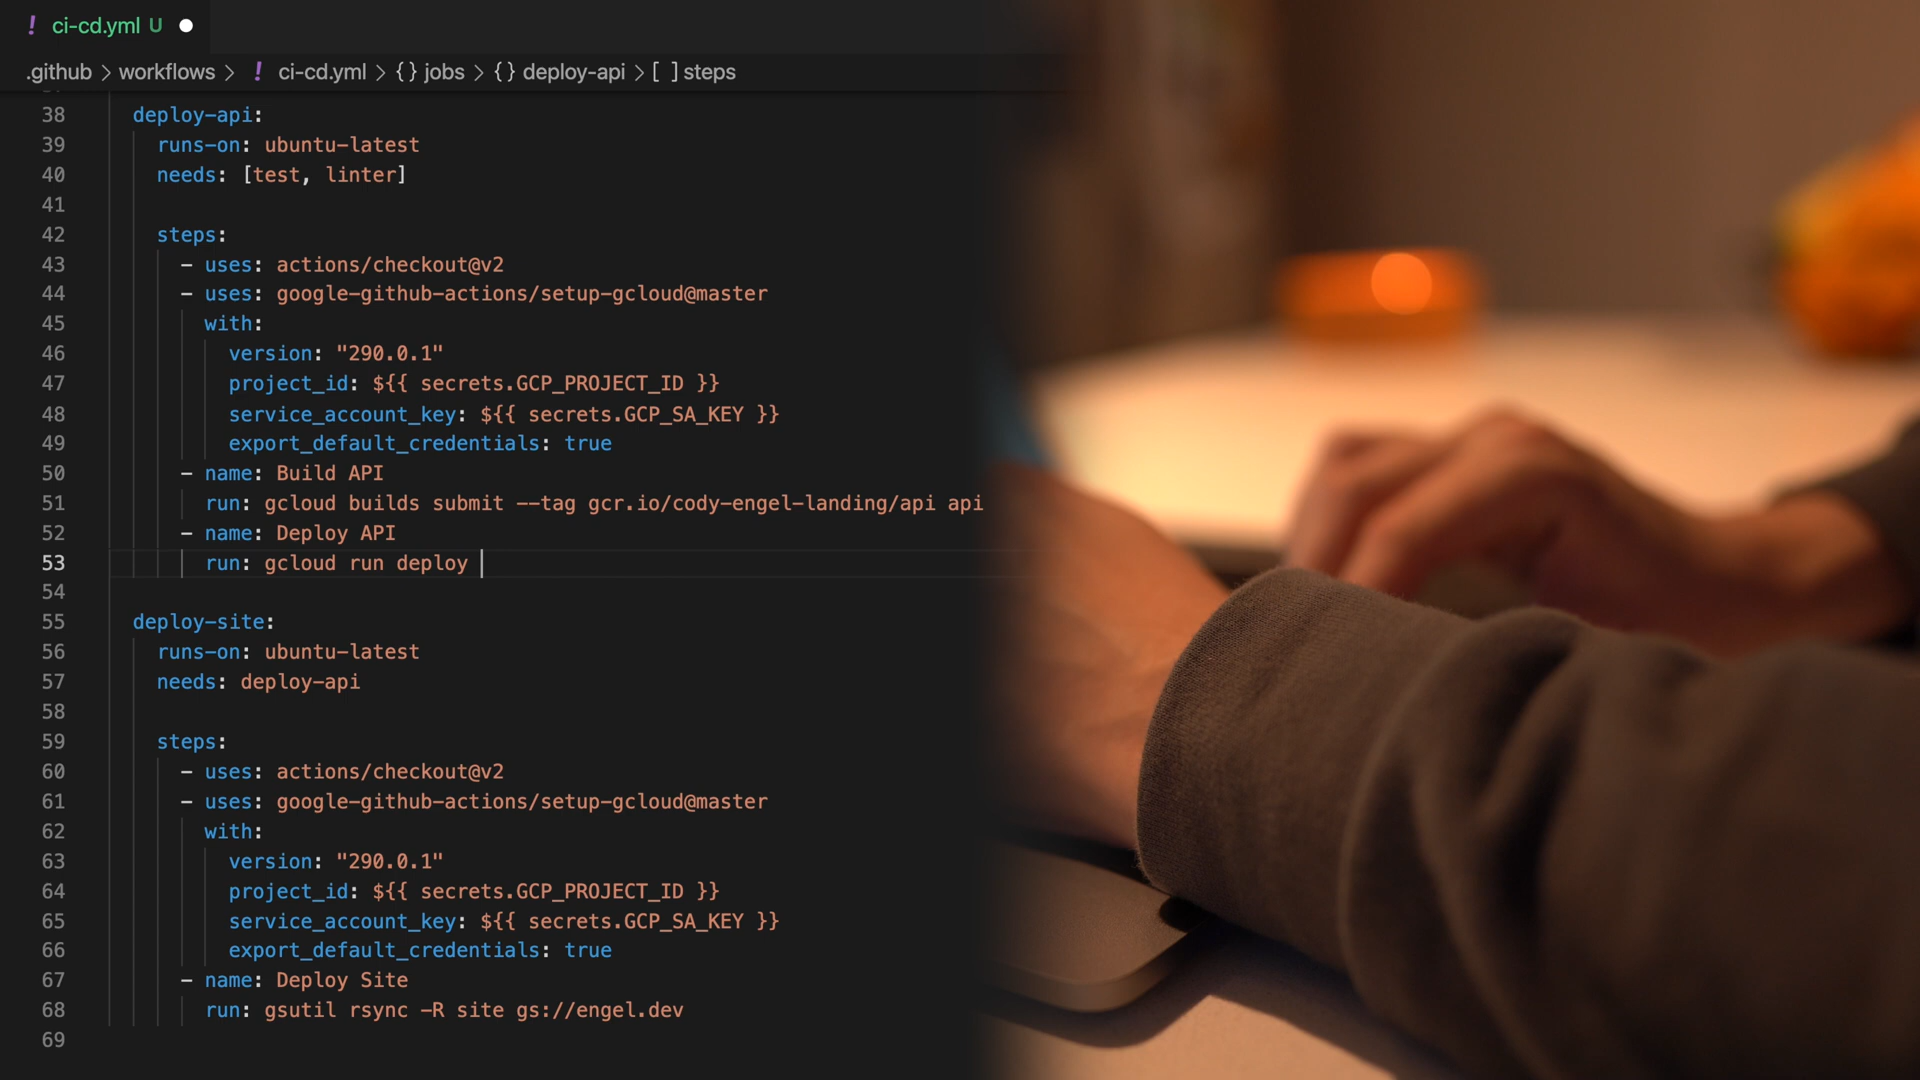 ! ci-cd.yml U
.github > workflows > ! ci-cd.yml > {} jobs > {} deploy-api > [ ] steps
38 deploy-api:
39 runs-on: ubuntu-latest
40 needs: [test, linter]
41
42 steps:
43 - uses: actions/checkout@v2
44 - uses: google-github-actions/setup-gcloud@master
45 with:
46 version: "290.0.1"
47 project_id: ${{ secrets.GCP_PROJECT_ID }}
48 service_account_key: ${{ secrets.GCP_SA_KEY }}
49 export_default_credentials: true
50 - name: Build API
51 run: gcloud builds submit --tag gcr.io/cody-engel-landing/api api
52 - name: Deploy API
53 run: gcloud run deploy
54
55 deploy-site:
56 runs-on: ubuntu-latest
57 needs: deploy-api
58
59 steps:
60 - uses: actions/checkout@v2
61 - uses: google-github-actions/setup-gcloud@master
62 with:
63 version: "290.0.1"
64 project_id: ${{ secrets.GCP_PROJECT_ID }}
65 service_account_key: ${{ secrets.GCP_SA_KEY }}
66 export_default_credentials: true
67 - name: Deploy Site
68 run: gsutil rsync -R site gs://engel.dev
69